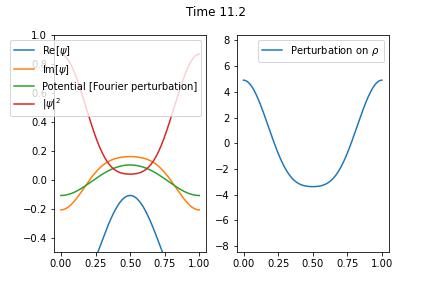 Time 11.2
Re[ψ]
Im[ψ]
Potential [Fourier perturbation]
|ψ|²
1.0
0.8
0.6
0.2
0.0
−0.2
−0.4
0.00 0.25 0.50 0.75 1.00
Perturbation on ρ
8
6
4
2
0
−2
−4
−6
−8
0.00 0.25 0.50 0.75 1.00